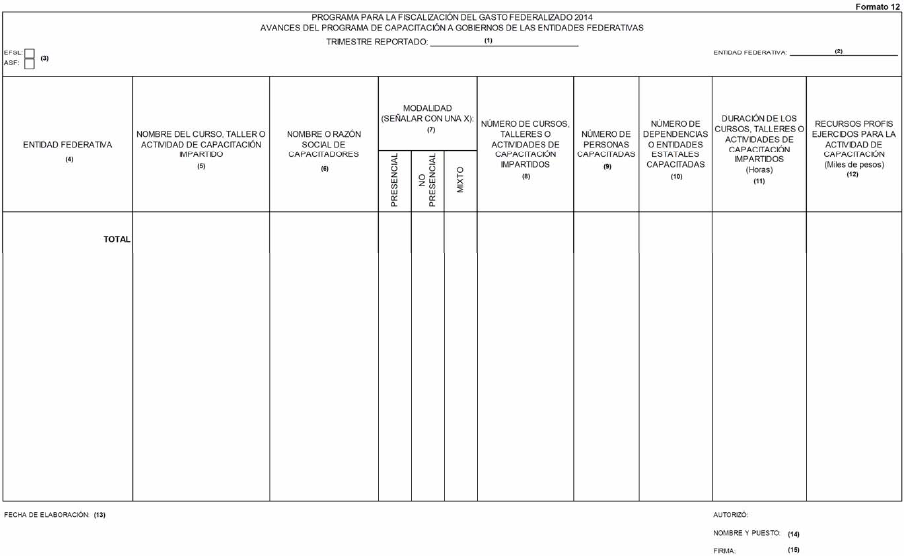 Formato 12
PROGRAMA PARA LA FISCALIZACIÓN DEL GASTO FEDERALIZADO 2014
AVANCES DEL PROGRAMA DE CAPACITACIÓN A GOBIERNOS DE LAS ENTIDADES FEDERATIVAS
TRIMESTRE REPORTADO: (1)
EFSL:
ASF:
(3)
ENTIDAD FEDERATIVA: (2)
ENTIDAD FEDERATIVA
(4)
NOMBRE DEL CURSO, TALLER O
ACTIVIDAD DE CAPACITACIÓN
IMPARTIDO
(5)
NOMBRE O RAZÓN
SOCIAL DE
CAPACITADORES
(6)
MODALIDAD
(SEÑALAR CON UNA X):
(7)
PRESENCIAL
NO
PRESENCIAL
MIXTO
NÚMERO DE CURSOS,
TALLERES O
ACTIVIDADES DE
CAPACITACIÓN
IMPARTIDOS
(8)
NÚMERO DE
PERSONAS
CAPACITADAS
(9)
NÚMERO DE
DEPENDENCIAS
O ENTIDADES
ESTATALES
CAPACITADAS
(10)
DURACIÓN DE LOS
CURSOS, TALLERES O
ACTIVIDADES DE
CAPACITACIÓN
IMPARTIDOS
(Horas)
(11)
RECURSOS PROFIS
EJERCIDOS PARA LA
ACTIVIDAD DE
CAPACITACIÓN
(Miles de pesos)
(12)
TOTAL
FECHA DE ELABORACIÓN: (13)
AUTORIZÓ:
NOMBRE Y PUESTO: (14)
FIRMA: (15)